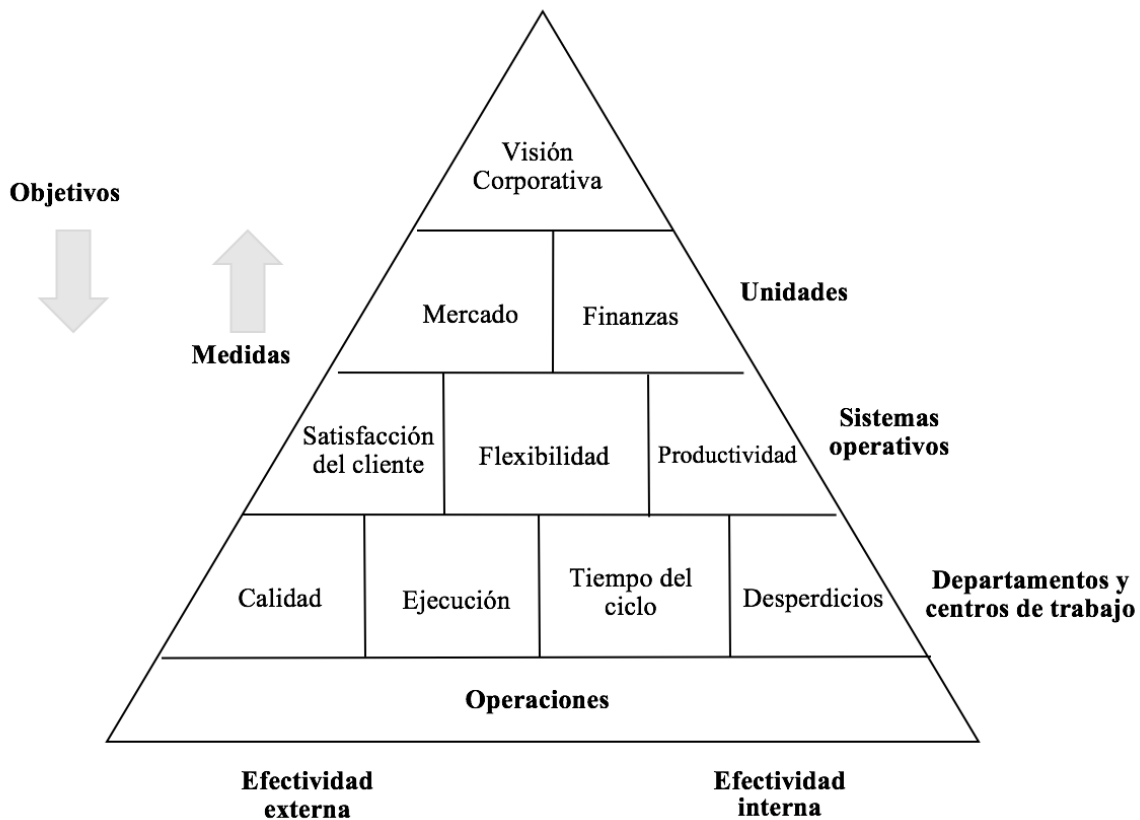 Visión
Corporativa
Objetivos
Unidades
Mercado
Finanzas
Medidas
Sistemas
operativos
Satisfacción
del cliente
Flexibilidad
Productividad
Departamentos y
centros de trabajo
Calidad
Ejecución
Tiempo del
ciclo
Desperdicios
Operaciones
Efectividad
externa
Efectividad
interna